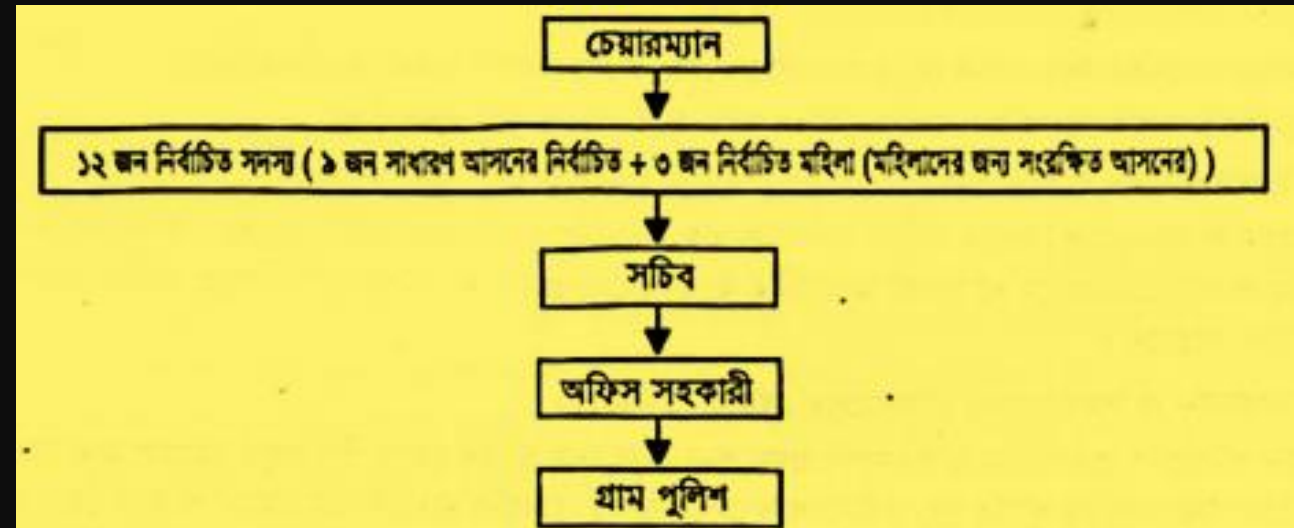 চেয়ারম্যান
১২ জন নির্বাচিত সদস্য ( ৯ জন সাধারণ আসনের নির্বাচিত + ৩ জন নির্বাচিত মহিলা (মহিলাদের জন্য সংরক্ষিত আসনের) )
সচিব
অফিস সহকারী
গ্রাম পুলিশ